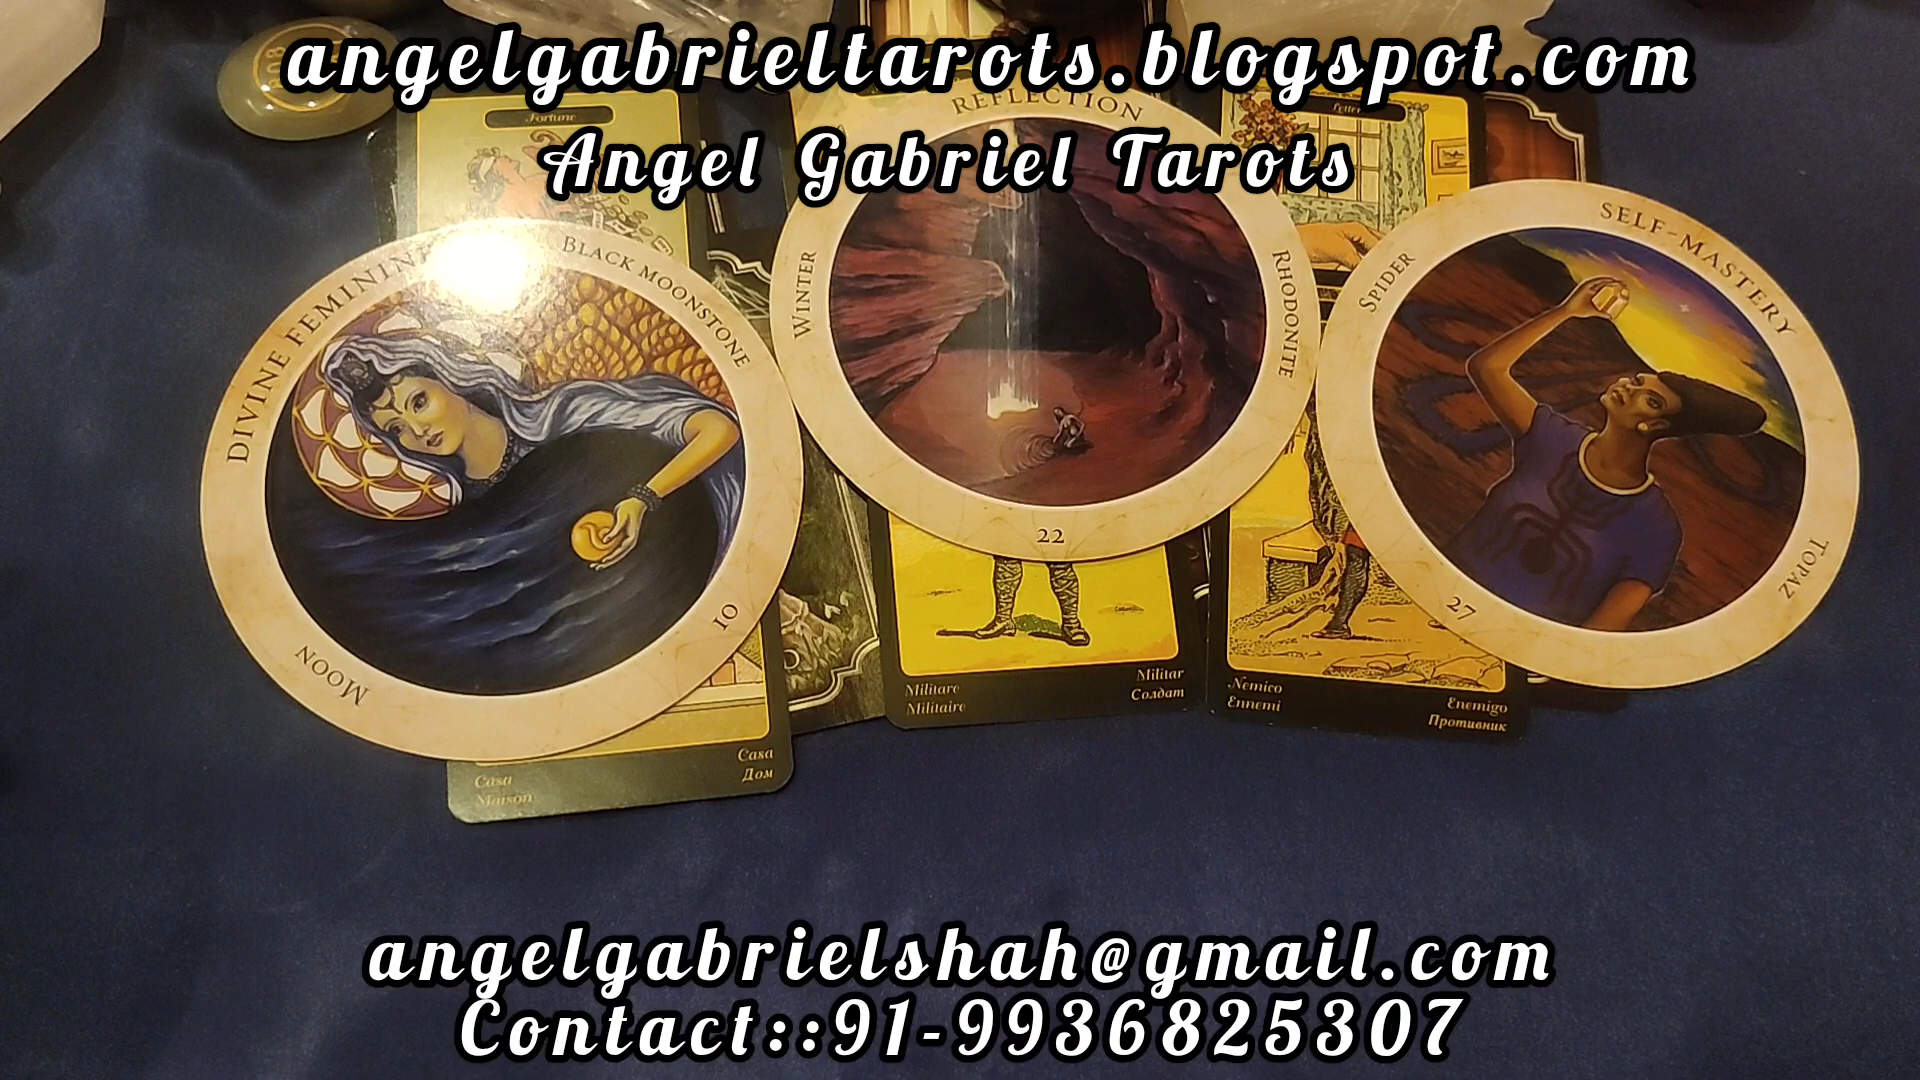 angelgabrieltarots.blogspot.com
Angel Gabriel Tarots
Fortune
Letter
REFLECTION
WINTER
RHODONITE
22
DIVINE FEMININ
BLACK MOONSTONE
MOON
10
SELF-MASTERY
SPIDER
TOPAZ
27
Casa
Maison
Casa
Дом
Militare
Militaire
Militar
Солдат
Nemico
Ennemi
Enemigo
Противник
angelgabrielshah@gmail.com
Contact::91-9936825307